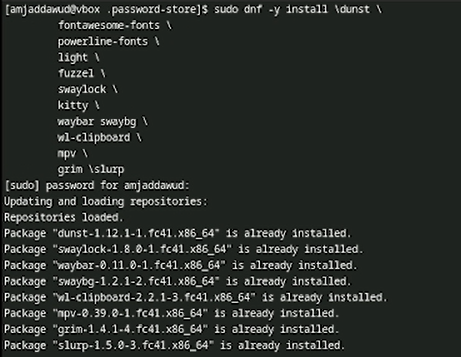 [amjaddawud@vbox .password-store]$ sudo dnf -y install \dunst \
fontawesome-fonts \
powerline-fonts \
light \
fuzzel \
swaylock \
kitty \
waybar swaybg \
wl-clipboard \
mpv \
grim \slurp
[sudo] password for amjaddawud:
Updating and loading repositories:
Repositories loaded.
Package "dunst-1.12.1-1.fc41.x86_64" is already installed.
Package "swaylock-1.8.0-1.fc41.x86_64" is already installed.
Package "waybar-0.11.0-1.fc41.x86_64" is already installed.
Package "swaybg-1.2.1-2.fc41.x86_64" is already installed.
Package "wl-clipboard-2.2.1-3.fc41.x86_64" is already installed.
Package "mpv-0.39.0-1.fc41.x86_64" is already installed.
Package "grim-1.4.1-4.fc41.x86_64" is already installed.
Package "slurp-1.5.0-3.fc41.x86_64" is already installed.